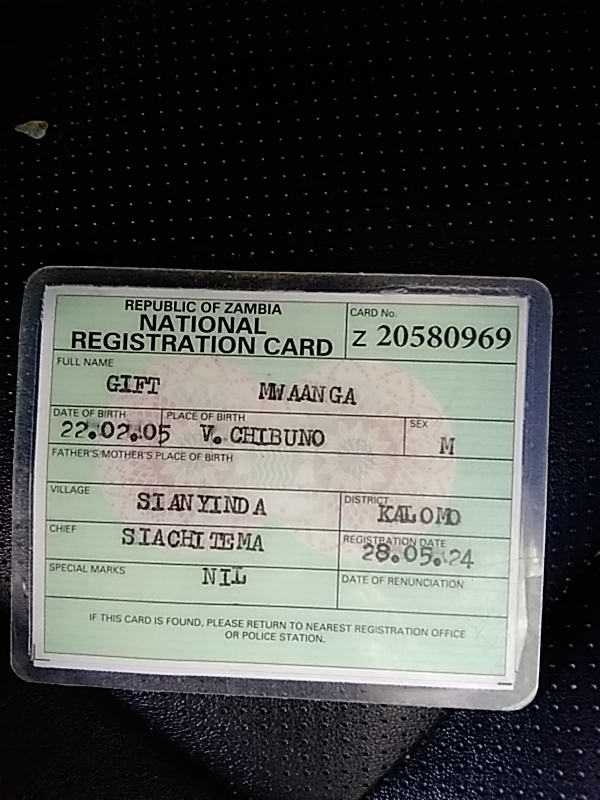 REPUBLIC OF ZAMBIA
NATIONAL
REGISTRATION CARD
CARD No.
Z 20580969
FULL NAME
GIFT MWAANGA
DATE OF BIRTH PLACE OF BIRTH SEX
22.02.05 V. CHIBUNO M
FATHER'S/MOTHER'S PLACE OF BIRTH
VILLAGE DISTRICT
SIANYINDA KALOMO
CHIEF REGISTRATION DATE
SIACHITEMA 28.05.24
SPECIAL MARKS DATE OF RENUNCIATION
NIL
IF THIS CARD IS FOUND, PLEASE RETURN TO NEAREST REGISTRATION OFFICE
OR POLICE STATION.